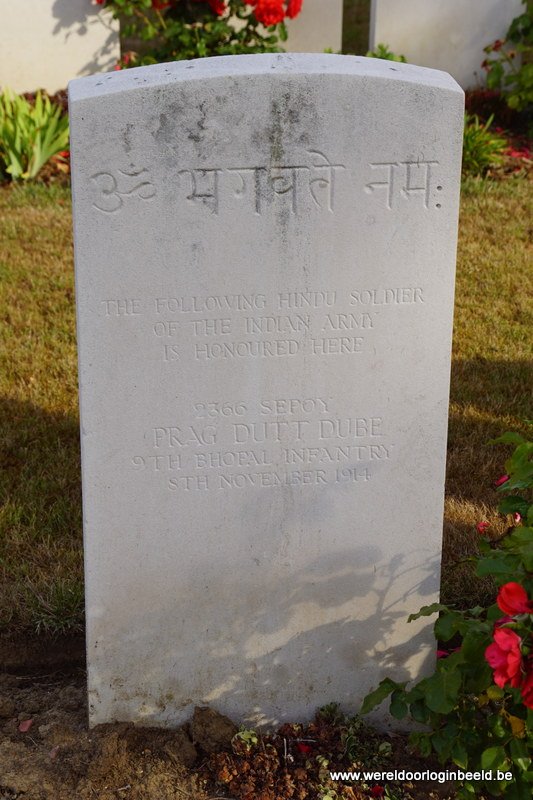 ॐ भगवते नमः
THE FOLLOWING HINDU SOLDIER
OF THE INDIAN ARMY
IS HONOURED HERE
2366 SEPOY
PRAG DUTT DUBE
9TH BHOPAL INFANTRY
8TH NOVEMBER 1914
www.wereldoorloginbeeld.be